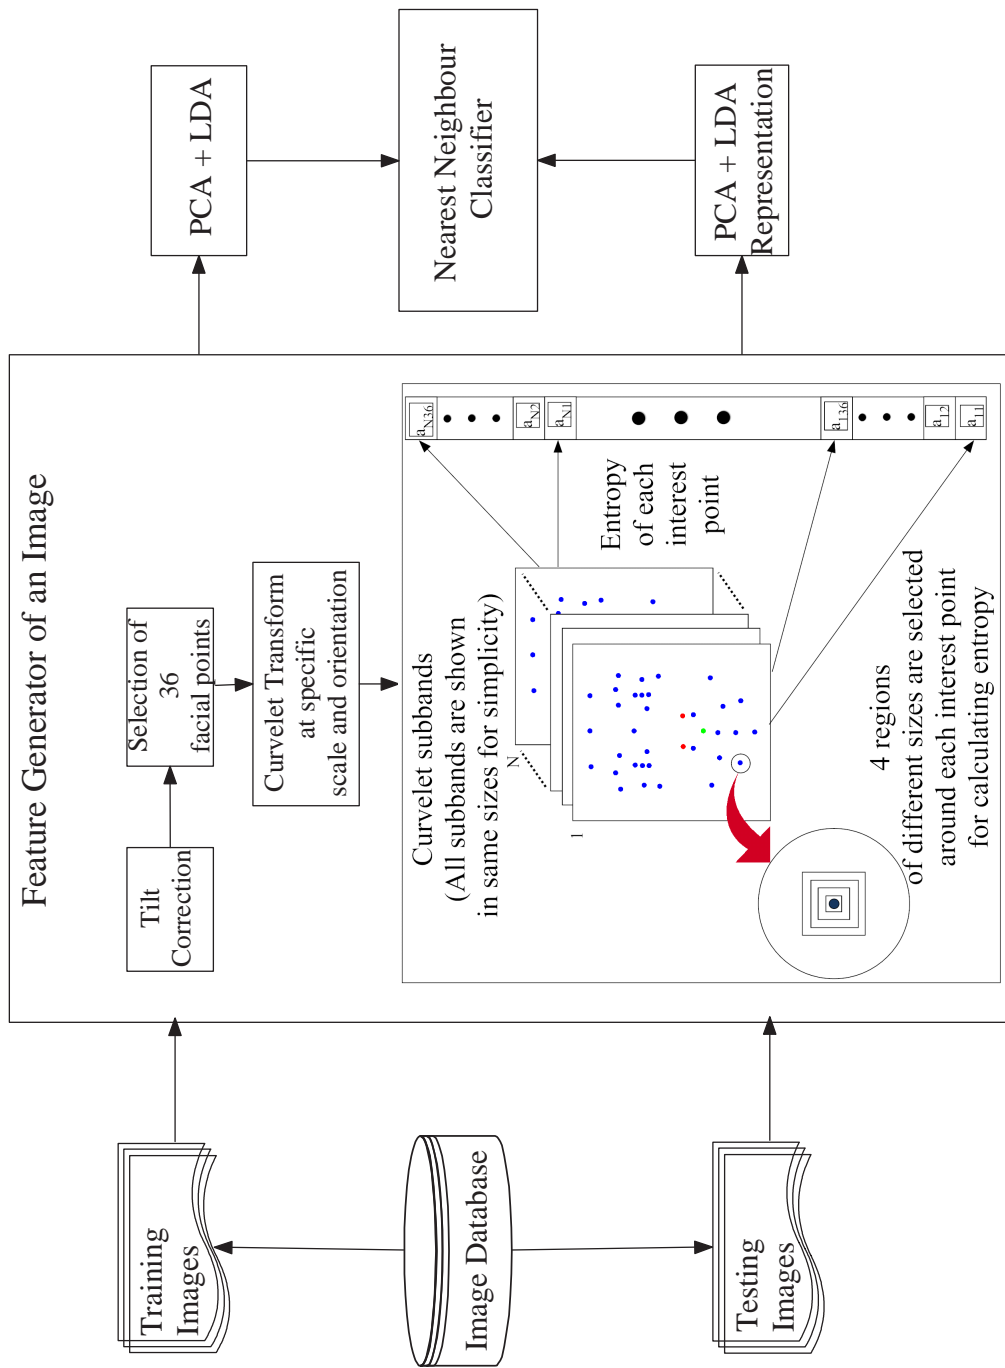 Training
Images
Image Database
Testing
Images
Feature Generator of an Image
Tilt
Correction
Selection of
36
facial points
Curvelet Transform
at specific
scale and orientation
Curvelet subbands
(All subbands are shown
in same sizes for simplicity)
1
N
Entropy
of each
interest
point
4 regions
of different sizes are selected
around each interest point
for calculating entropy
aN36
aN2
aN1
a136
a12
a11
PCA + LDA
Nearest Neighbour
Classifier
PCA + LDA
Representation